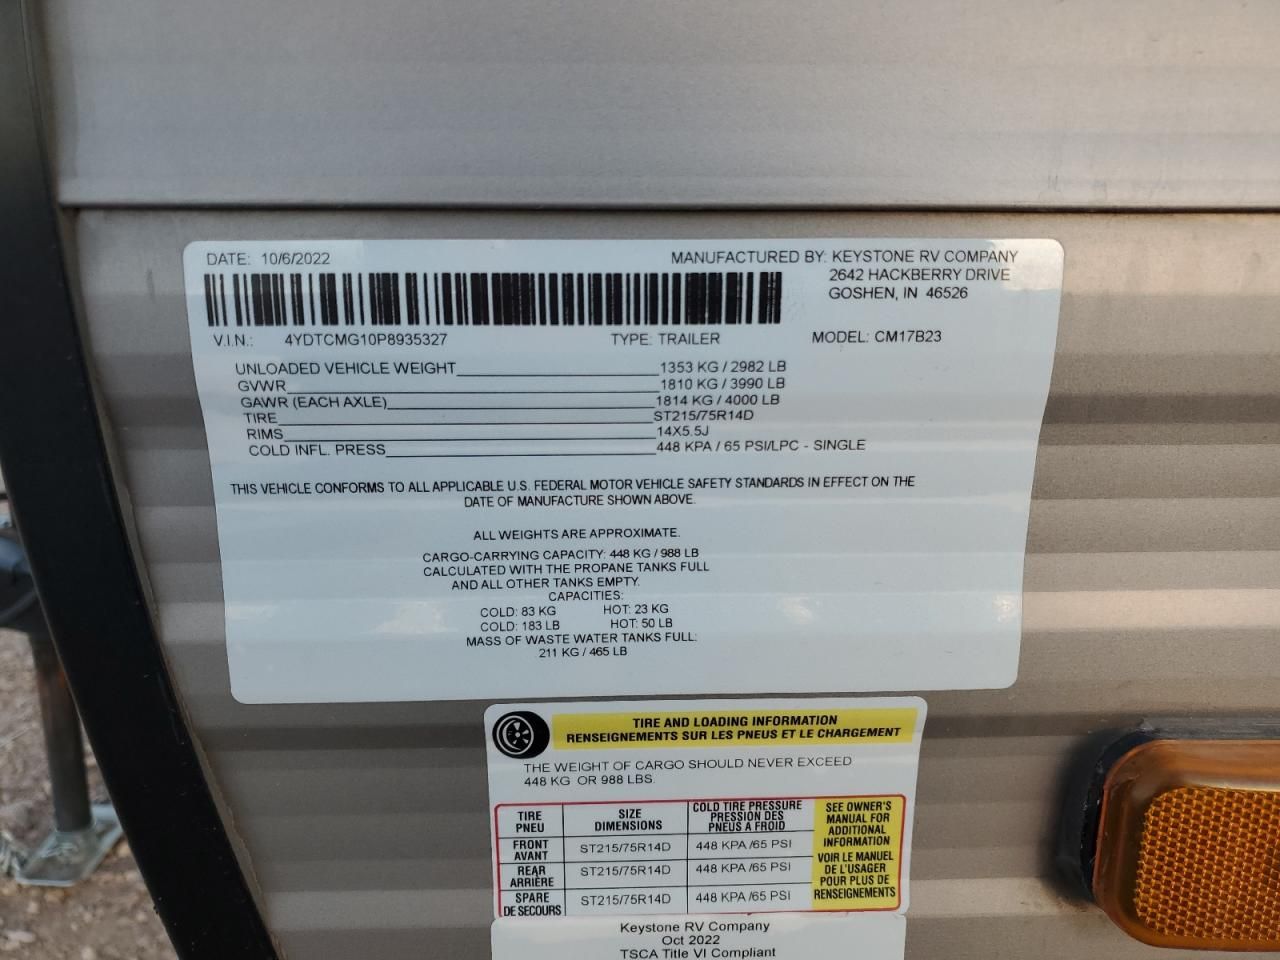 DATE: 10/6/2022 MANUFACTURED BY: KEYSTONE RV COMPANY
2642 HACKBERRY DRIVE
GOSHEN, IN 46526
V.I.N.: 4YDTCMG10P8935327 TYPE: TRAILER MODEL: CM17B23
UNLOADED VEHICLE WEIGHT 1353 KG / 2982 LB
GVWR 1810 KG / 3990 LB
GAWR (EACH AXLE) 1814 KG / 4000 LB
TIRE ST215/75R14D
RIMS 14X5.5J
COLD INFL. PRESS 448 KPA / 65 PSI/LPC - SINGLE
THIS VEHICLE CONFORMS TO ALL APPLICABLE U.S. FEDERAL MOTOR VEHICLE SAFETY STANDARDS IN EFFECT ON THE
DATE OF MANUFACTURE SHOWN ABOVE.
ALL WEIGHTS ARE APPROXIMATE.
CARGO-CARRYING CAPACITY: 448 KG / 988 LB
CALCULATED WITH THE PROPANE TANKS FULL
AND ALL OTHER TANKS EMPTY.
CAPACITIES:
COLD: 83 KG HOT: 23 KG
COLD: 183 LB HOT: 50 LB
MASS OF WASTE WATER TANKS FULL:
211 KG / 465 LB
TIRE AND LOADING INFORMATION
RENSEIGNEMENTS SUR LES PNEUS ET LE CHARGEMENT
THE WEIGHT OF CARGO SHOULD NEVER EXCEED
448 KG OR 988 LBS.
TIRE
PNEU
SIZE
DIMENSIONS
COLD TIRE PRESSURE
PRESSION DES
PNEUS A FROID
FRONT
AVANT
ST215/75R14D
448 KPA /65 PSI
REAR
ARRIÈRE
ST215/75R14D
448 KPA /65 PSI
SPARE
DE SECOURS
ST215/75R14D
448 KPA /65 PSI
SEE OWNER'S
MANUAL FOR
ADDITIONAL
INFORMATION
VOIR LE MANUEL
DE L'USAGER
POUR PLUS DE
RENSEIGNEMENTS
Keystone RV Company
Oct 2022
TSCA Title VI Compliant